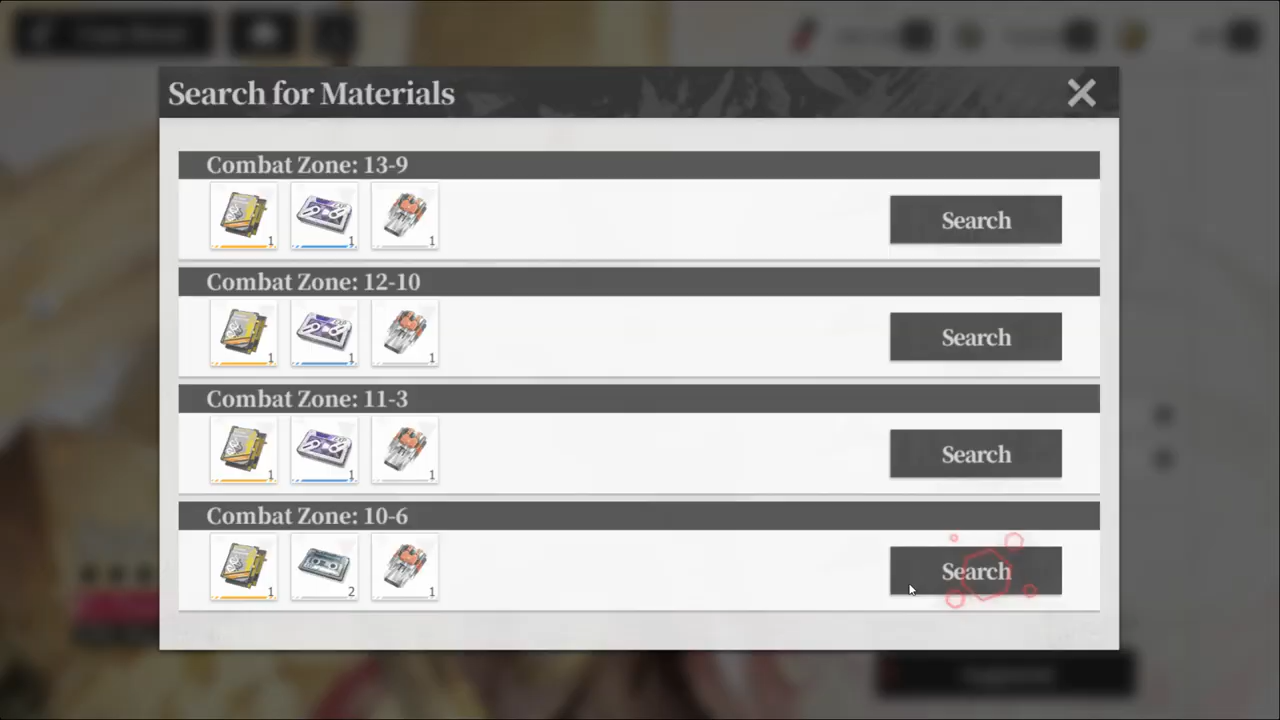 Search for Materials
Combat Zone: 13-9
1
1
1
Search
Combat Zone: 12-10
1
1
1
Search
Combat Zone: 11-3
1
1
1
Search
Combat Zone: 10-6
1
2
1
Search